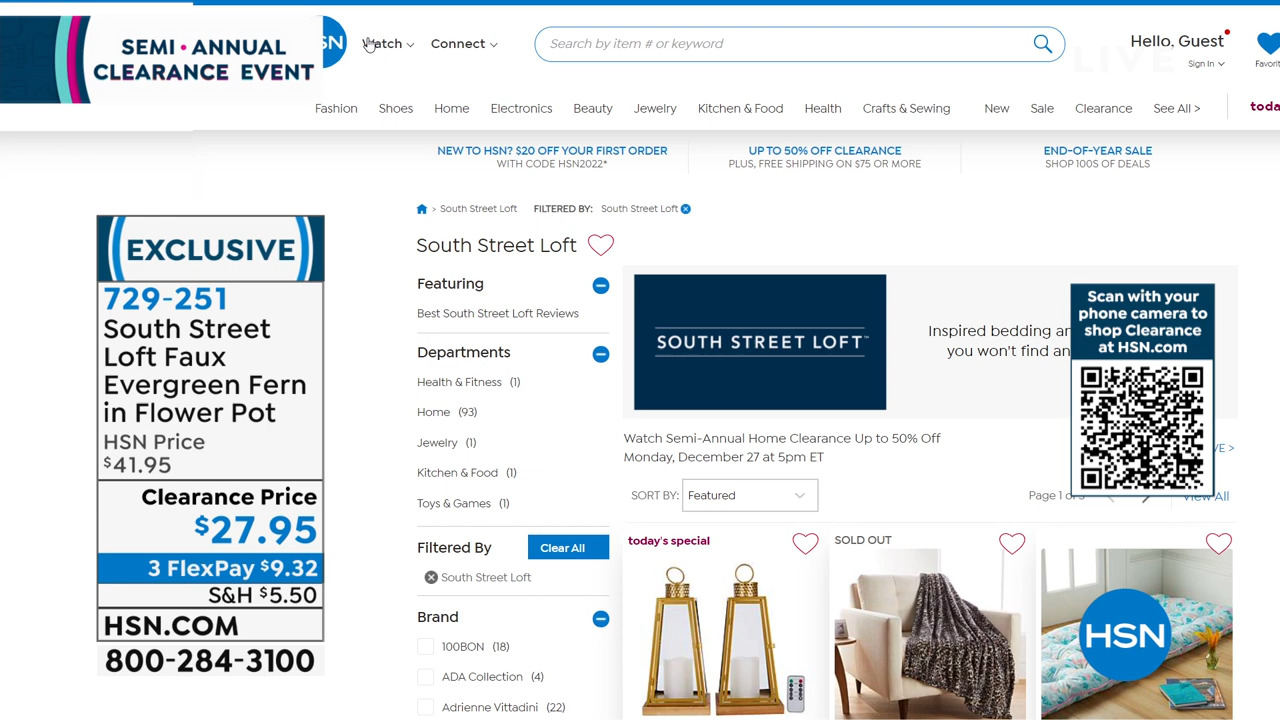 SEMI • ANNUAL
CLEARANCE EVENT
Watch
Connect
Search by item # or keyword
LIVE
Hello, Guest
Sign In
Fashion
Shoes
Home
Electronics
Beauty
Jewelry
Kitchen & Food
Health
Crafts & Sewing
New
Sale
Clearance
See All >
NEW TO HSN? $20 OFF YOUR FIRST ORDER
WITH CODE HSN2022*
UP TO 50% OFF CLEARANCE
PLUS, FREE SHIPPING ON $75 OR MORE
END-OF-YEAR SALE
SHOP 100S OF DEALS
EXCLUSIVE
729-251
South Street
Loft Faux
Evergreen Fern
in Flower Pot
HSN Price
$41.95
Clearance Price
$27.95
3 FlexPay $9.32
S&H $5.50
HSN.COM
800-284-3100
> South Street Loft
FILTERED BY: South Street Loft
South Street Loft
Featuring
Best South Street Loft Reviews
Departments
Health & Fitness (1)
Home (93)
Jewelry (1)
Kitchen & Food (1)
Toys & Games (1)
Filtered By
Clear All
South Street Loft
Brand
100BON (18)
ADA Collection (4)
Adrienne Vittadini (22)
SOUTH STREET LOFT™
Inspired bedding
you won't find
Scan with your
phone camera to
shop Clearance
at HSN.com
Watch Semi-Annual Home Clearance Up to 50% Off
Monday, December 27 at 5pm ET
SORT BY: Featured
Page 1 of
View All
today's special
SOLD OUT
HSN